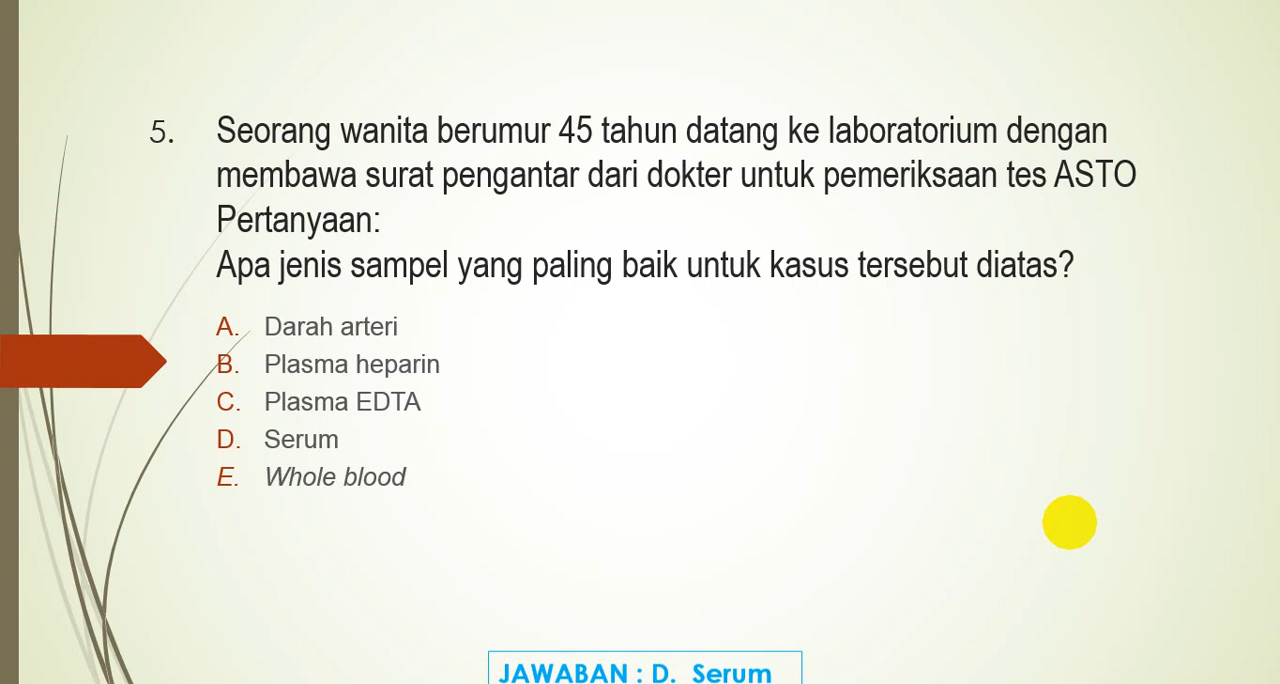 5. Seorang wanita berumur 45 tahun datang ke laboratorium dengan
membawa surat pengantar dari dokter untuk pemeriksaan tes ASTO
Pertanyaan:
Apa jenis sampel yang paling baik untuk kasus tersebut diatas?
A. Darah arteri
B. Plasma heparin
C. Plasma EDTA
D. Serum
E. Whole blood
JAWABAN : D. Serum